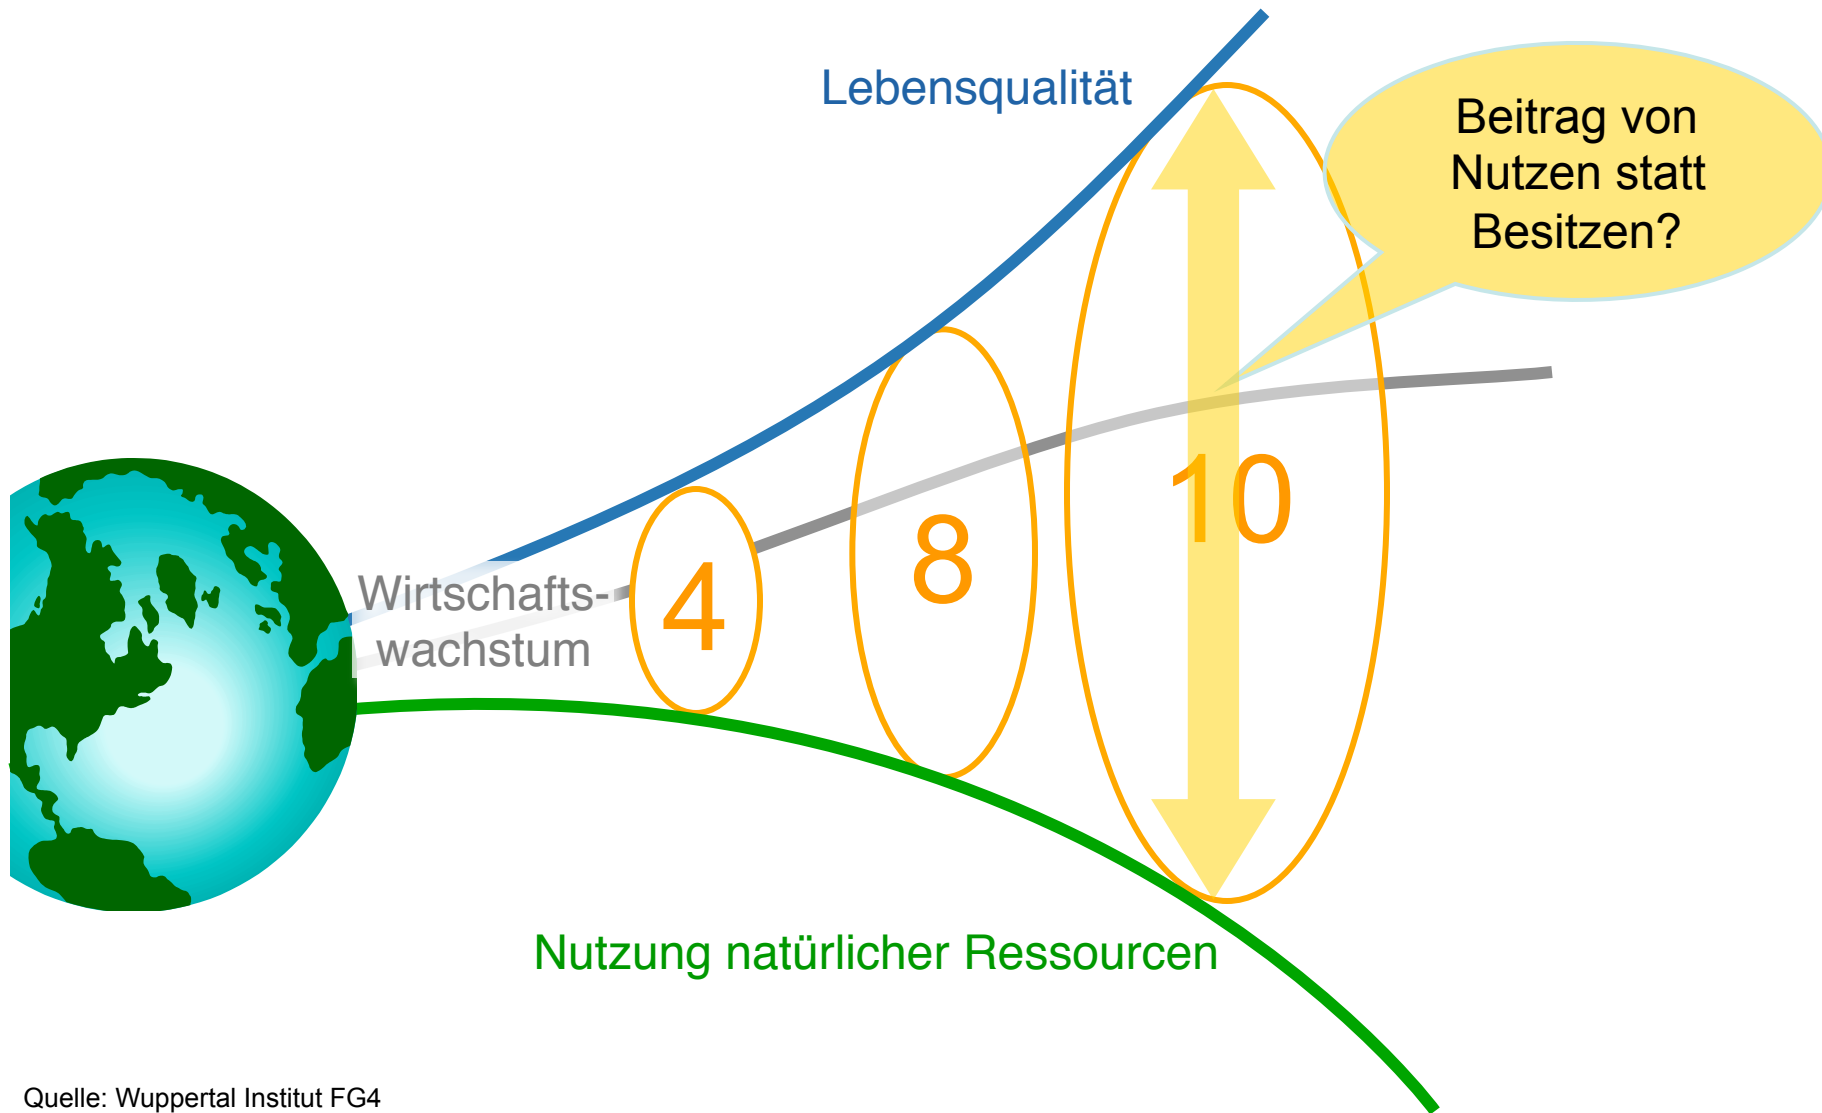 Lebensqualität
Beitrag von
Nutzen statt
Besitzen?
Wirtschafts-
wachstum
4
8
10
Nutzung natürlicher Ressourcen
Quelle: Wuppertal Institut FG4